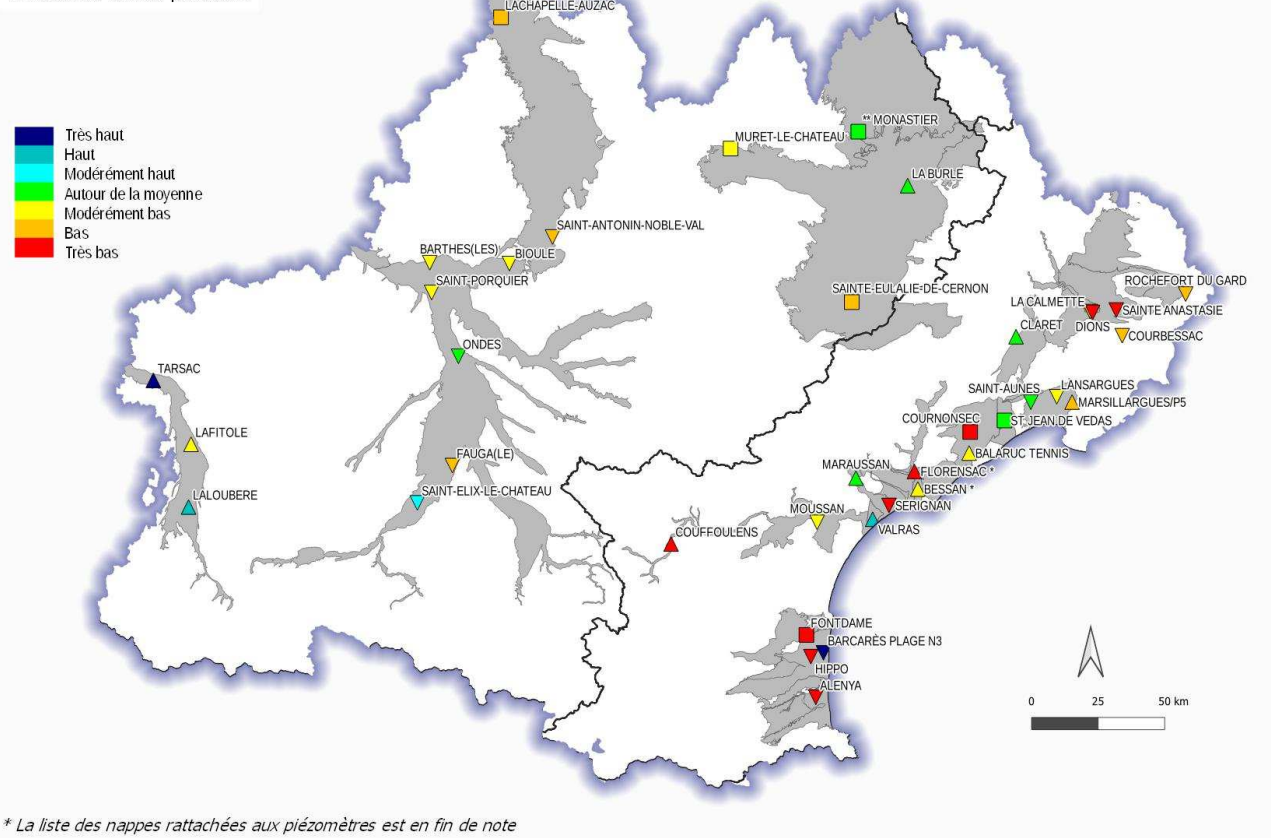 LACHAPELLE-AUZAC
Très haut
Haut
Modérément haut
Autour de la moyenne
Modérément bas
Bas
Très bas
** MONASTIER
MURET-LE-CHATEAU
LA BURLE
SAINT-ANTONIN-NOBLE-VAL
BARTHES(LES)
BIOULE
SAINT-PORQUIER
SAINTE-EULALIE-DE-CERNON
ROCHEFORT DU GARD
LA CALMETTE
SAINTE ANASTASIE
DIONS
CLARET
COURBESSAC
ONDES
TARSAC
SAINT-AUNES
LANSARGUES
MARSILLARGUES/P5
COURNONSEC
ST JEAN DE VEDAS
LAFITOLE
BALARUC TENNIS
FAUGA(LE)
MARAUSSAN
FLORENSAC *
BESSAN *
SAINT-ELIX-LE-CHATEAU
LALOUBERE
MOUSSAN
SERIGNAN
VALRAS
COUFFOULENS
FONTDAME
BARCARÈS PLAGE N3
HIPPO
ALENYA
0 25 50 km
* La liste des nappes rattachées aux piézomètres est en fin de note